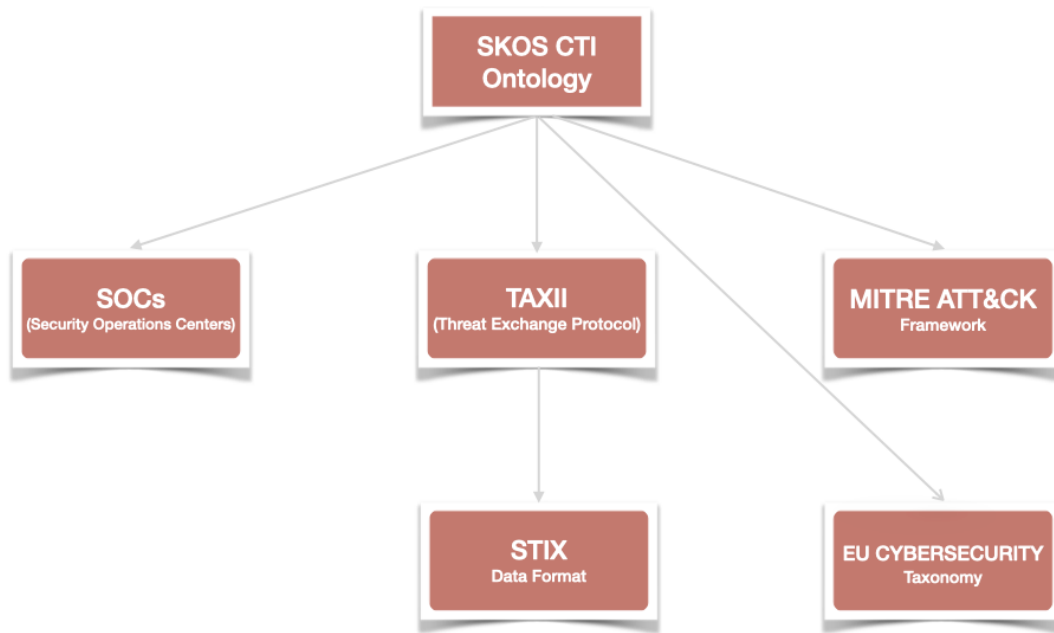 SKOS CTI
Ontology
SOCs
(Security Operations Centers)
TAXII
(Threat Exchange Protocol)
MITRE ATT&CK
Framework
STIX
Data Format
EU CYBERSECURITY
Taxonomy